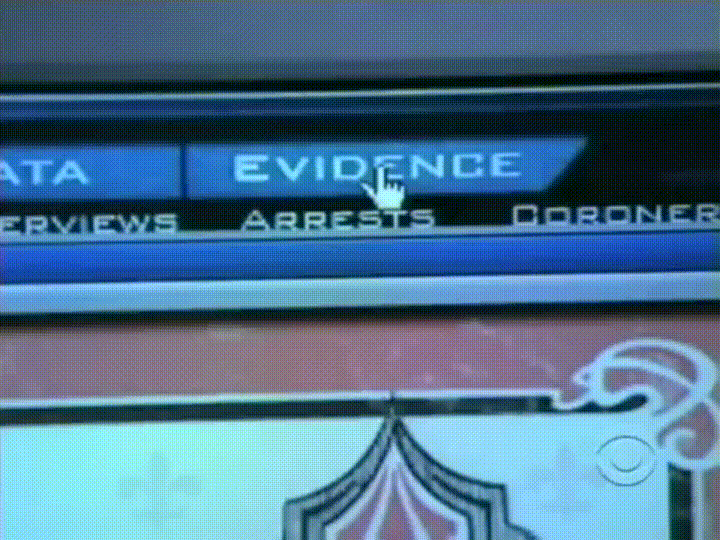 ATA EVIDENCE
ERVIEWS ARRESTS CORONER